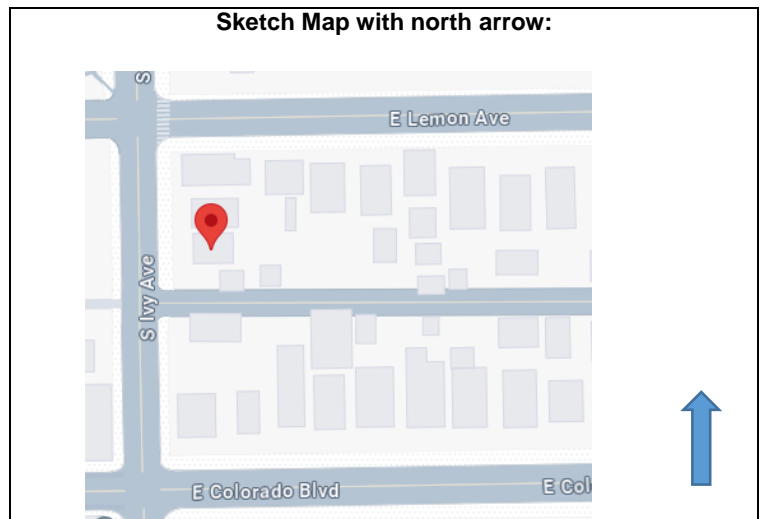 Sketch Map with north arrow:
S
E Lemon Ave
S Ivy Ave
E Colorado Blvd
E Col